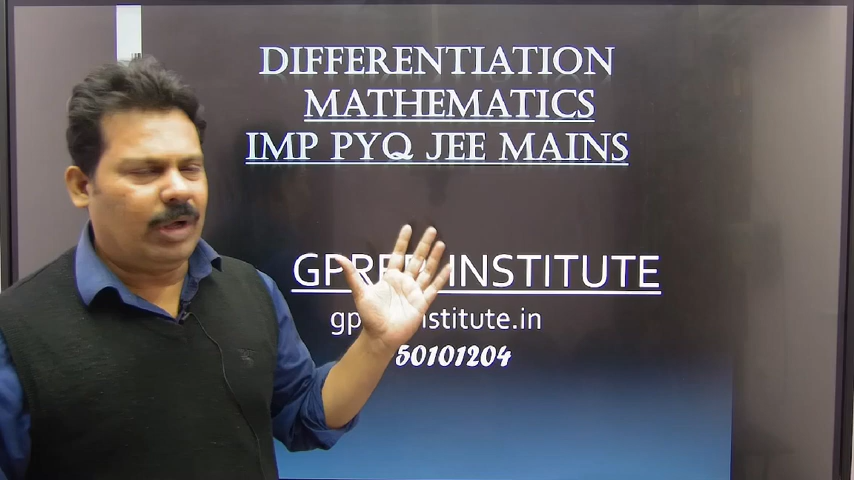 DIFFERENTIATION
MATHEMATICS
IMP PYQ JEE MAINS
INSTITUTE
50101204